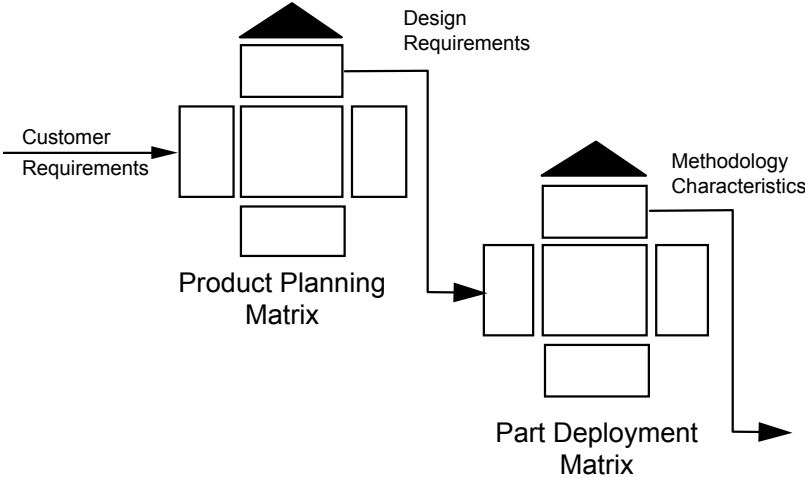 Design
Requirements
Customer
Requirements
Methodology
Characteristics
Product Planning
Matrix
Part Deployment
Matrix